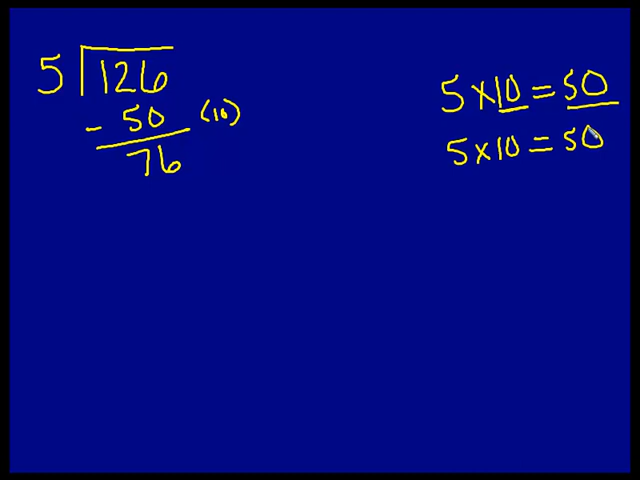 5 126
- 50 (10)
76
5 × 10 = 50
5 × 10 = 50